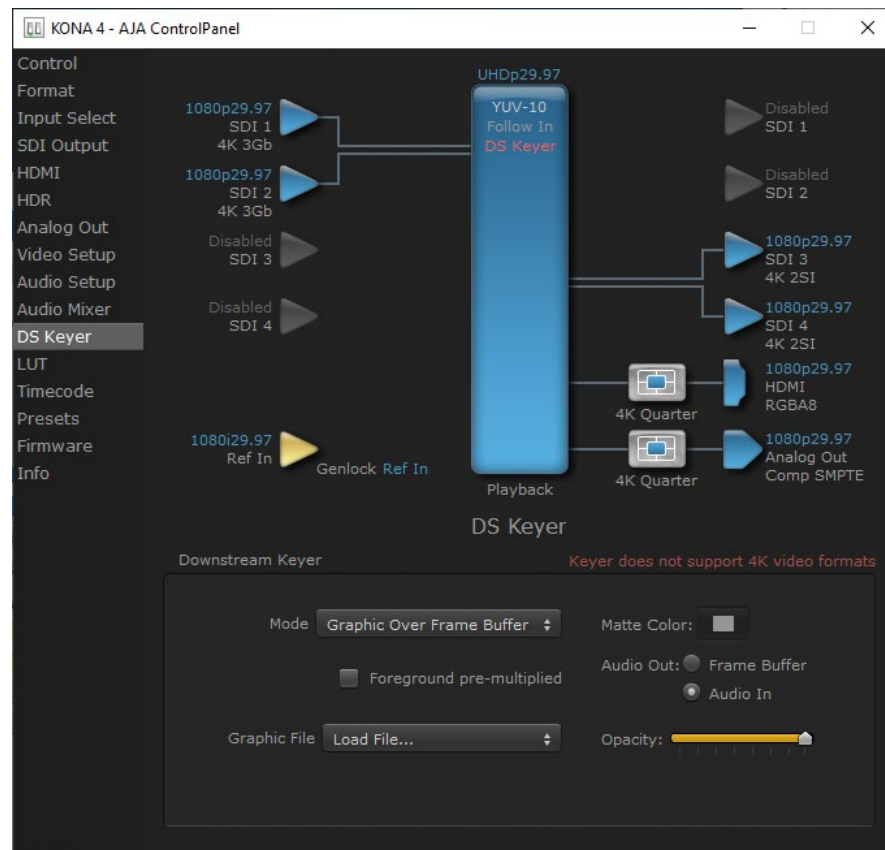 KONA 4 - AJA ControlPanel
Control
Format
Input Select
SDI Output
HDMI
HDR
Analog Out
Video Setup
Audio Setup
Audio Mixer
DS Keyer
LUT
Timecode
Presets
Firmware
Info
UHDp29.97
YUV-10
Follow In
DS Keyer
1080p29.97
SDI 1
4K 3Gb
1080p29.97
SDI 2
4K 3Gb
Disabled
SDI 3
Disabled
SDI 4
1080i29.97
Ref In
Genlock Ref In
Disabled
SDI 1
Disabled
SDI 2
1080p29.97
SDI 3
4K 2SI
1080p29.97
SDI 4
4K 2SI
4K Quarter
1080p29.97
HDMI
RGBA8
4K Quarter
1080p29.97
Analog Out
Comp SMPTE
Playback
DS Keyer
Downstream Keyer
Keyer does not support 4K video formats
Mode Graphic Over Frame Buffer
Foreground pre-multiplied
Graphic File Load File...
Matte Color:
Audio Out: Frame Buffer
Audio In
Opacity: